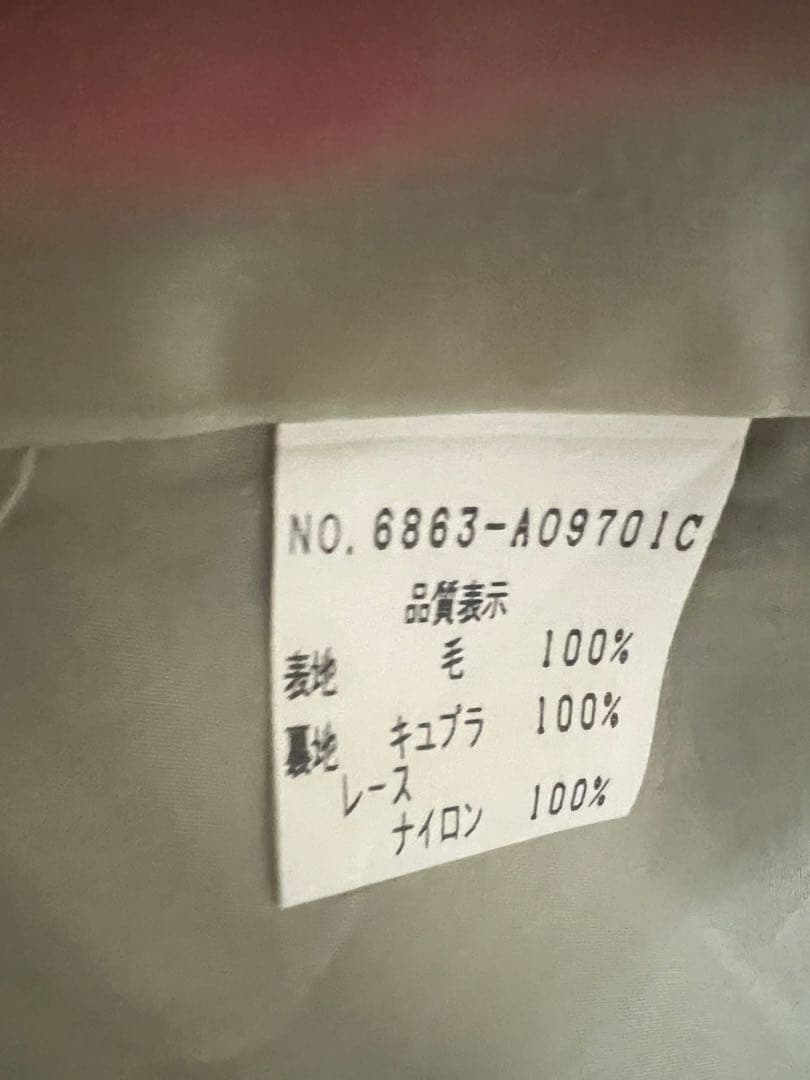 NO. 6863-A09701C
品質表示
表地 毛 100%
裏地 キュプラ 100%
レース
ナイロン 100%